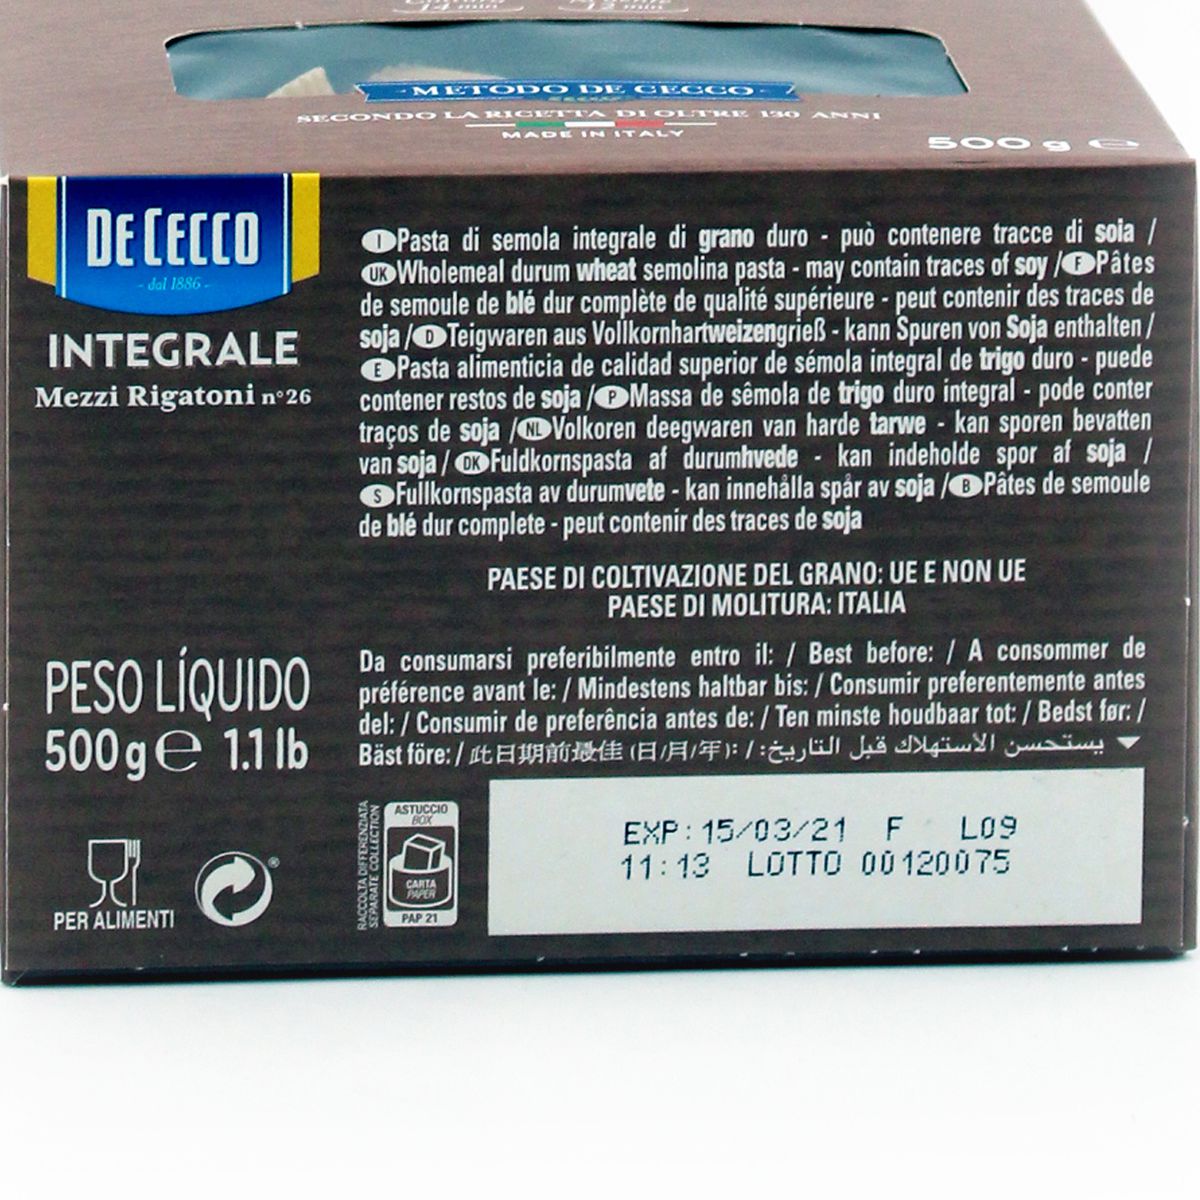 14 min 12 min
METODO DE CECCO
SECONDO LA RICETTA DI OLTRE 130 ANNI
MADE IN ITALY
500 g ℮
DE CECCO
- dal 1886 -
INTEGRALE
Mezzi Rigatoni n°26
I Pasta di semola integrale di grano duro - può contenere tracce di soia /
UK Wholemeal durum wheat semolina pasta - may contain traces of soy / F Pâtes
de semoule de blé dur complète de qualité supérieure - peut contenir des traces de
soja / D Teigwaren aus Vollkornhartweizengrieß - kann Spuren von Soja enthalten /
E Pasta alimenticia de calidad superior de sémola integral de trigo duro - puede
contener restos de soja / P Massa de sêmola de trigo duro integral - pode conter
traços de soja / NL Volkoren deegwaren van harde tarwe - kan sporen bevatten
van soja / DK Fuldkornspasta af durumhvede - kan indeholde spor af soja /
S Fullkornspasta av durumvete - kan innehålla spår av soja / B Pâtes de semoule
de blé dur complete - peut contenir des traces de soja
PAESE DI COLTIVAZIONE DEL GRANO: UE E NON UE
PAESE DI MOLITURA: ITALIA
PESO LÍQUIDO
500 g ℮ 1.1 lb
Da consumarsi preferibilmente entro il: / Best before: / A consommer de
préférence avant le: / Mindestens haltbar bis: / Consumir preferentemente antes
del: / Consumir de preferência antes de: / Ten minste houdbaar tot: / Bedst før: /
Bäst före: / 此日期前最佳 (日/月/年): / يستحسن الاستهلاك قبل التاريخ:
PER ALIMENTI
®
RACCOLTA DIFFERENZIATA
SEPARATE COLLECTION
ASTUCCIO
BOX
CARTA
PAPER
PAP 21
EXP: 15/03/21 F L09
11:13 LOTTO 00120075